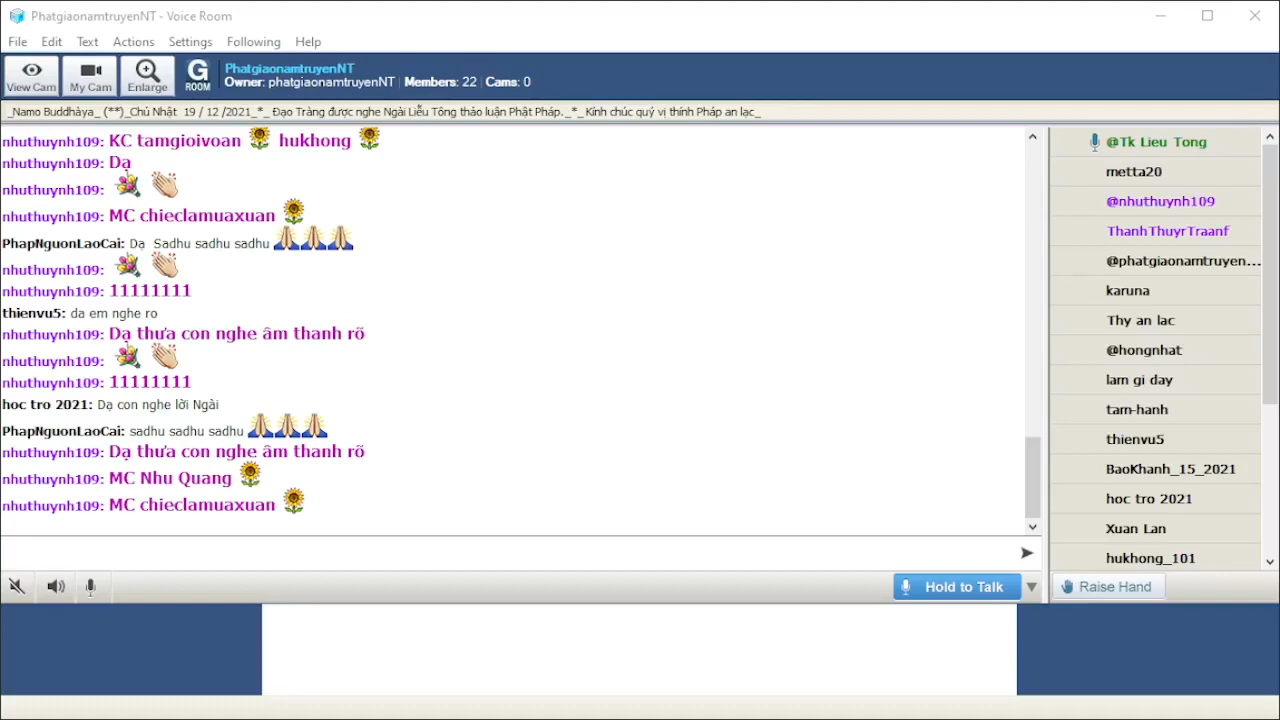 PhatgiaonamtruyenNT - Voice Room
File Edit Text Actions Settings Following Help
View Cam My Cam Enlarge G ROOM
PhatgiaonamtruyenNT
Owner: phatgiaonamtruyenNT | Members: 22 | Cams: 0
_Namo Buddhàya_ (**)_Chủ Nhật 19 / 12 /2021_*_ Đạo Tràng được nghe Ngài Liễu Tông thảo luận Phật Pháp._*_Kính chúc quý vị thính Pháp an lạc_
nhuthuynh109: KC tamgioivoan hukhong
nhuthuynh109: Dạ
nhuthuynh109:
nhuthuynh109: MC chieclamuaxuan
PhapNguonLaoCai: Dạ Sadhu sadhu sadhu
nhuthuynh109:
nhuthuynh109: 11111111
thienvu5: da em nghe ro
nhuthuynh109: Dạ thưa con nghe âm thanh rõ
nhuthuynh109:
nhuthuynh109: 11111111
hoc tro 2021: Dạ con nghe lời Ngài
PhapNguonLaoCai: sadhu sadhu sadhu
nhuthuynh109: Dạ thưa con nghe âm thanh rõ
nhuthuynh109: MC Nhu Quang
nhuthuynh109: MC chieclamuaxuan
@Tk Lieu Tong
metta20
@nhuthuynh109
ThanhThuyrTraanf
@phatgiaonamtruyen...
karuna
Thy an lac
@hongnhat
lam gi day
tam-hanh
thienvu5
BaoKhanh_15_2021
hoc tro 2021
Xuan Lan
hukhong_101
Hold to Talk
Raise Hand